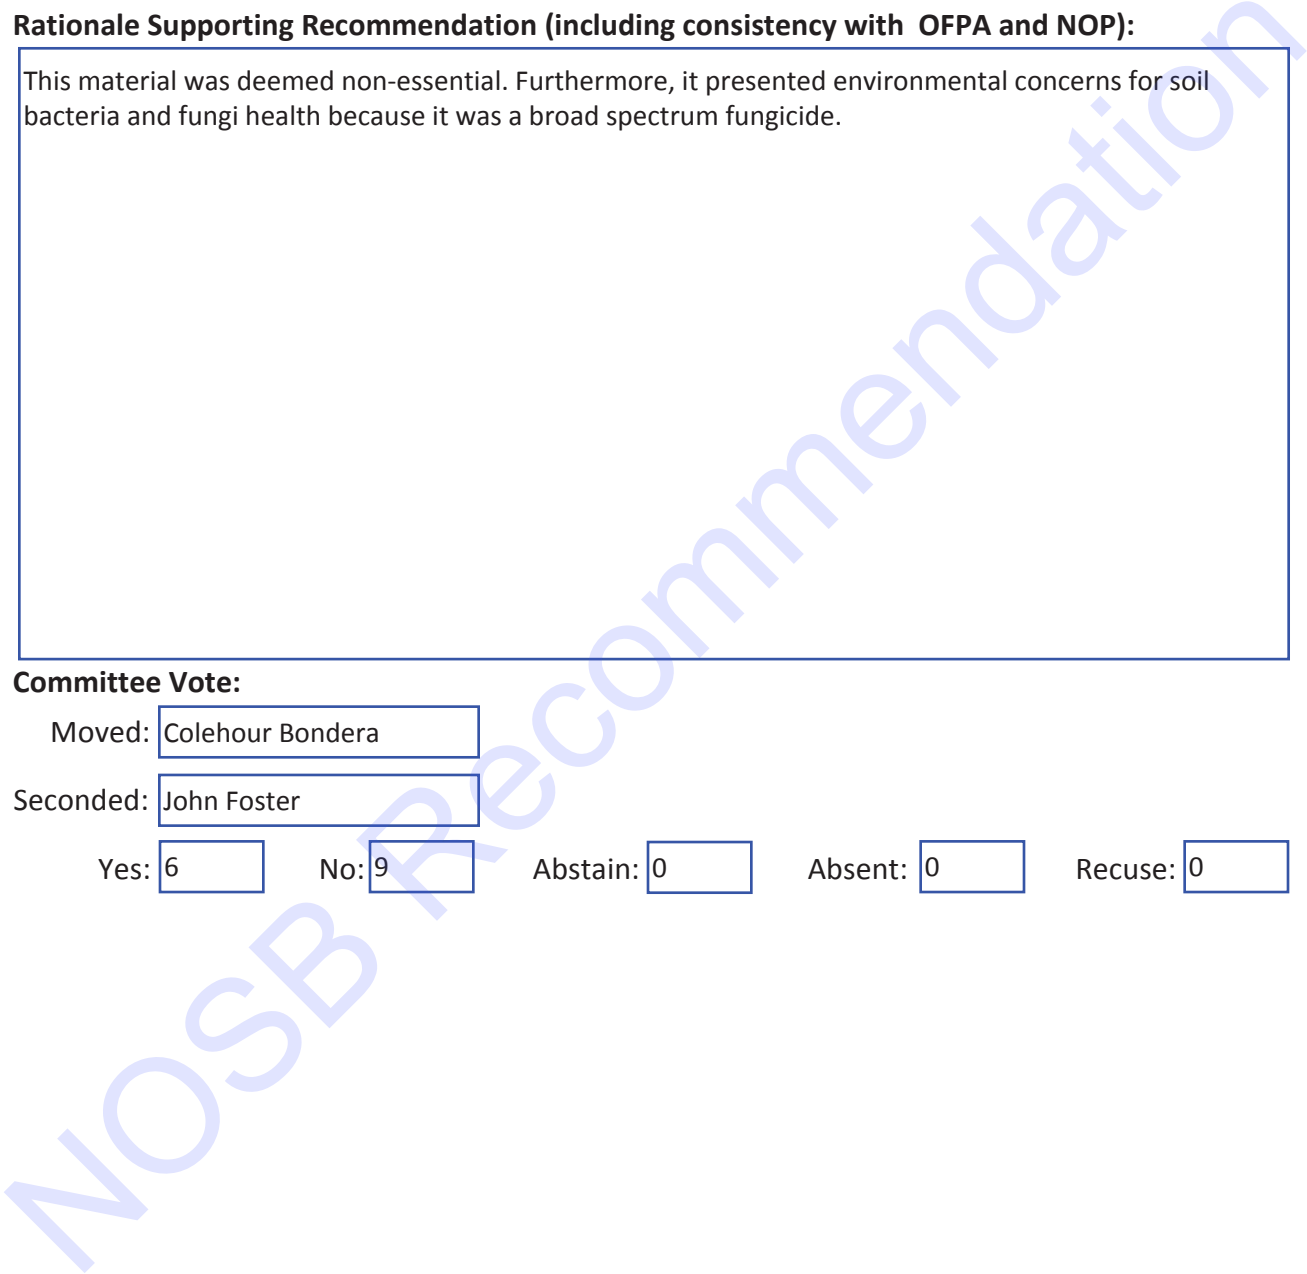 Rationale Supporting Recommendation (including consistency with OFPA and NOP):
This material was deemed non-essential. Furthermore, it presented environmental concerns for soil
bacteria and fungi health because it was a broad spectrum fungicide.
Committee Vote:
Moved: Colehour Bondera
Seconded: John Foster
Yes: 6 No: 9 Abstain: 0 Absent: 0 Recuse: 0
NOSB Recommendation